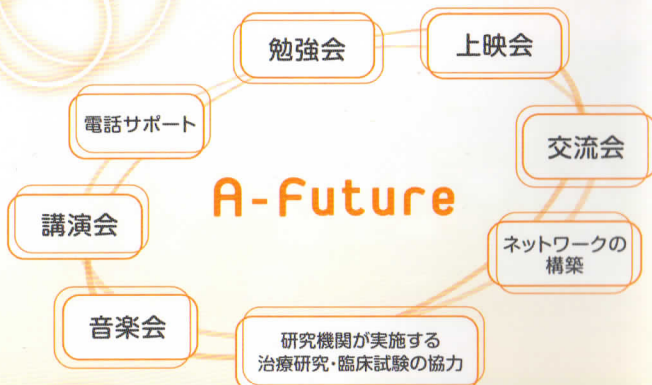 勉強会
上映会
電話サポート
交流会
A-Future
講演会
ネットワークの
構築
音楽会
研究機関が実施する
治療研究・臨床試験の協力